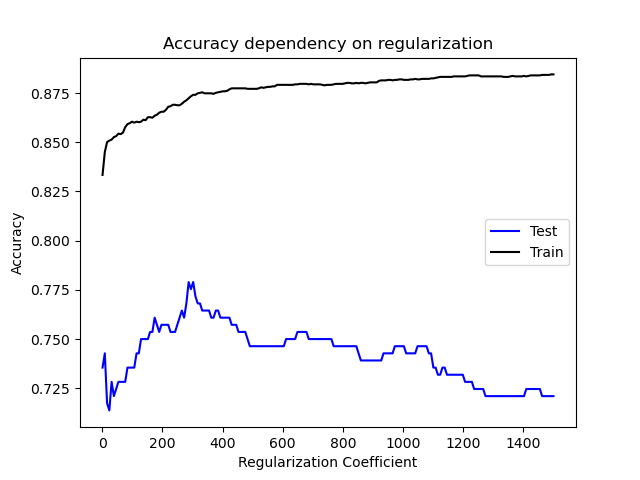 Accuracy dependency on regularization
Accuracy
0.875
0.850
0.825
0.800
0.775
0.750
0.725
Test
Train
0 200 400 600 800 1000 1200 1400
Regularization Coefficient